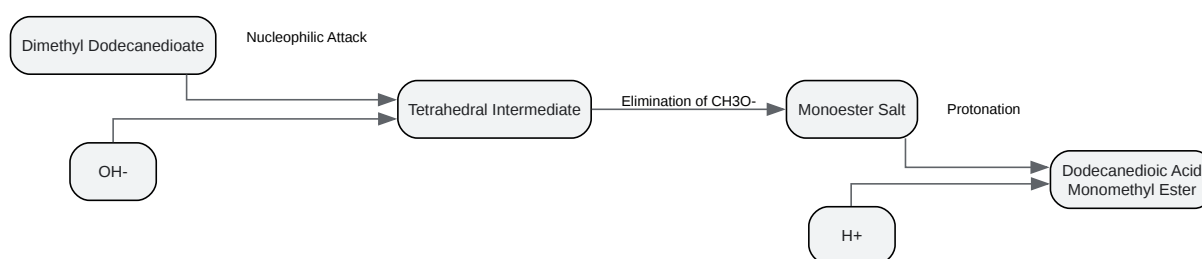 Dimethyl Dodecanedioate
Nucleophilic Attack
OH-
Tetrahedral Intermediate
Elimination of CH3O-
Monoester Salt
Protonation
H+
Dodecanedioic Acid
Monomethyl Ester